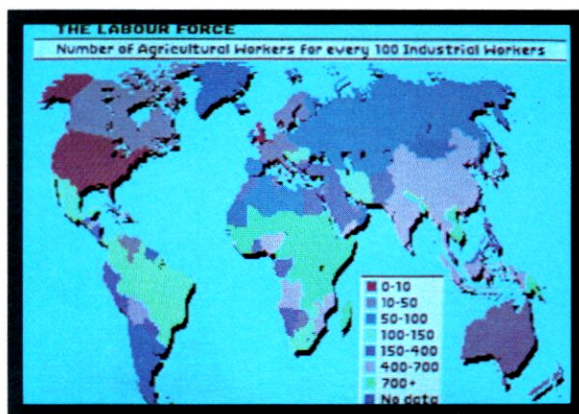 THE LABOUR FORCE
Number of Agricultural Workers for every 100 Industrial Workers
0-10
10-50
50-100
100-150
150-400
400-700
700+
No data